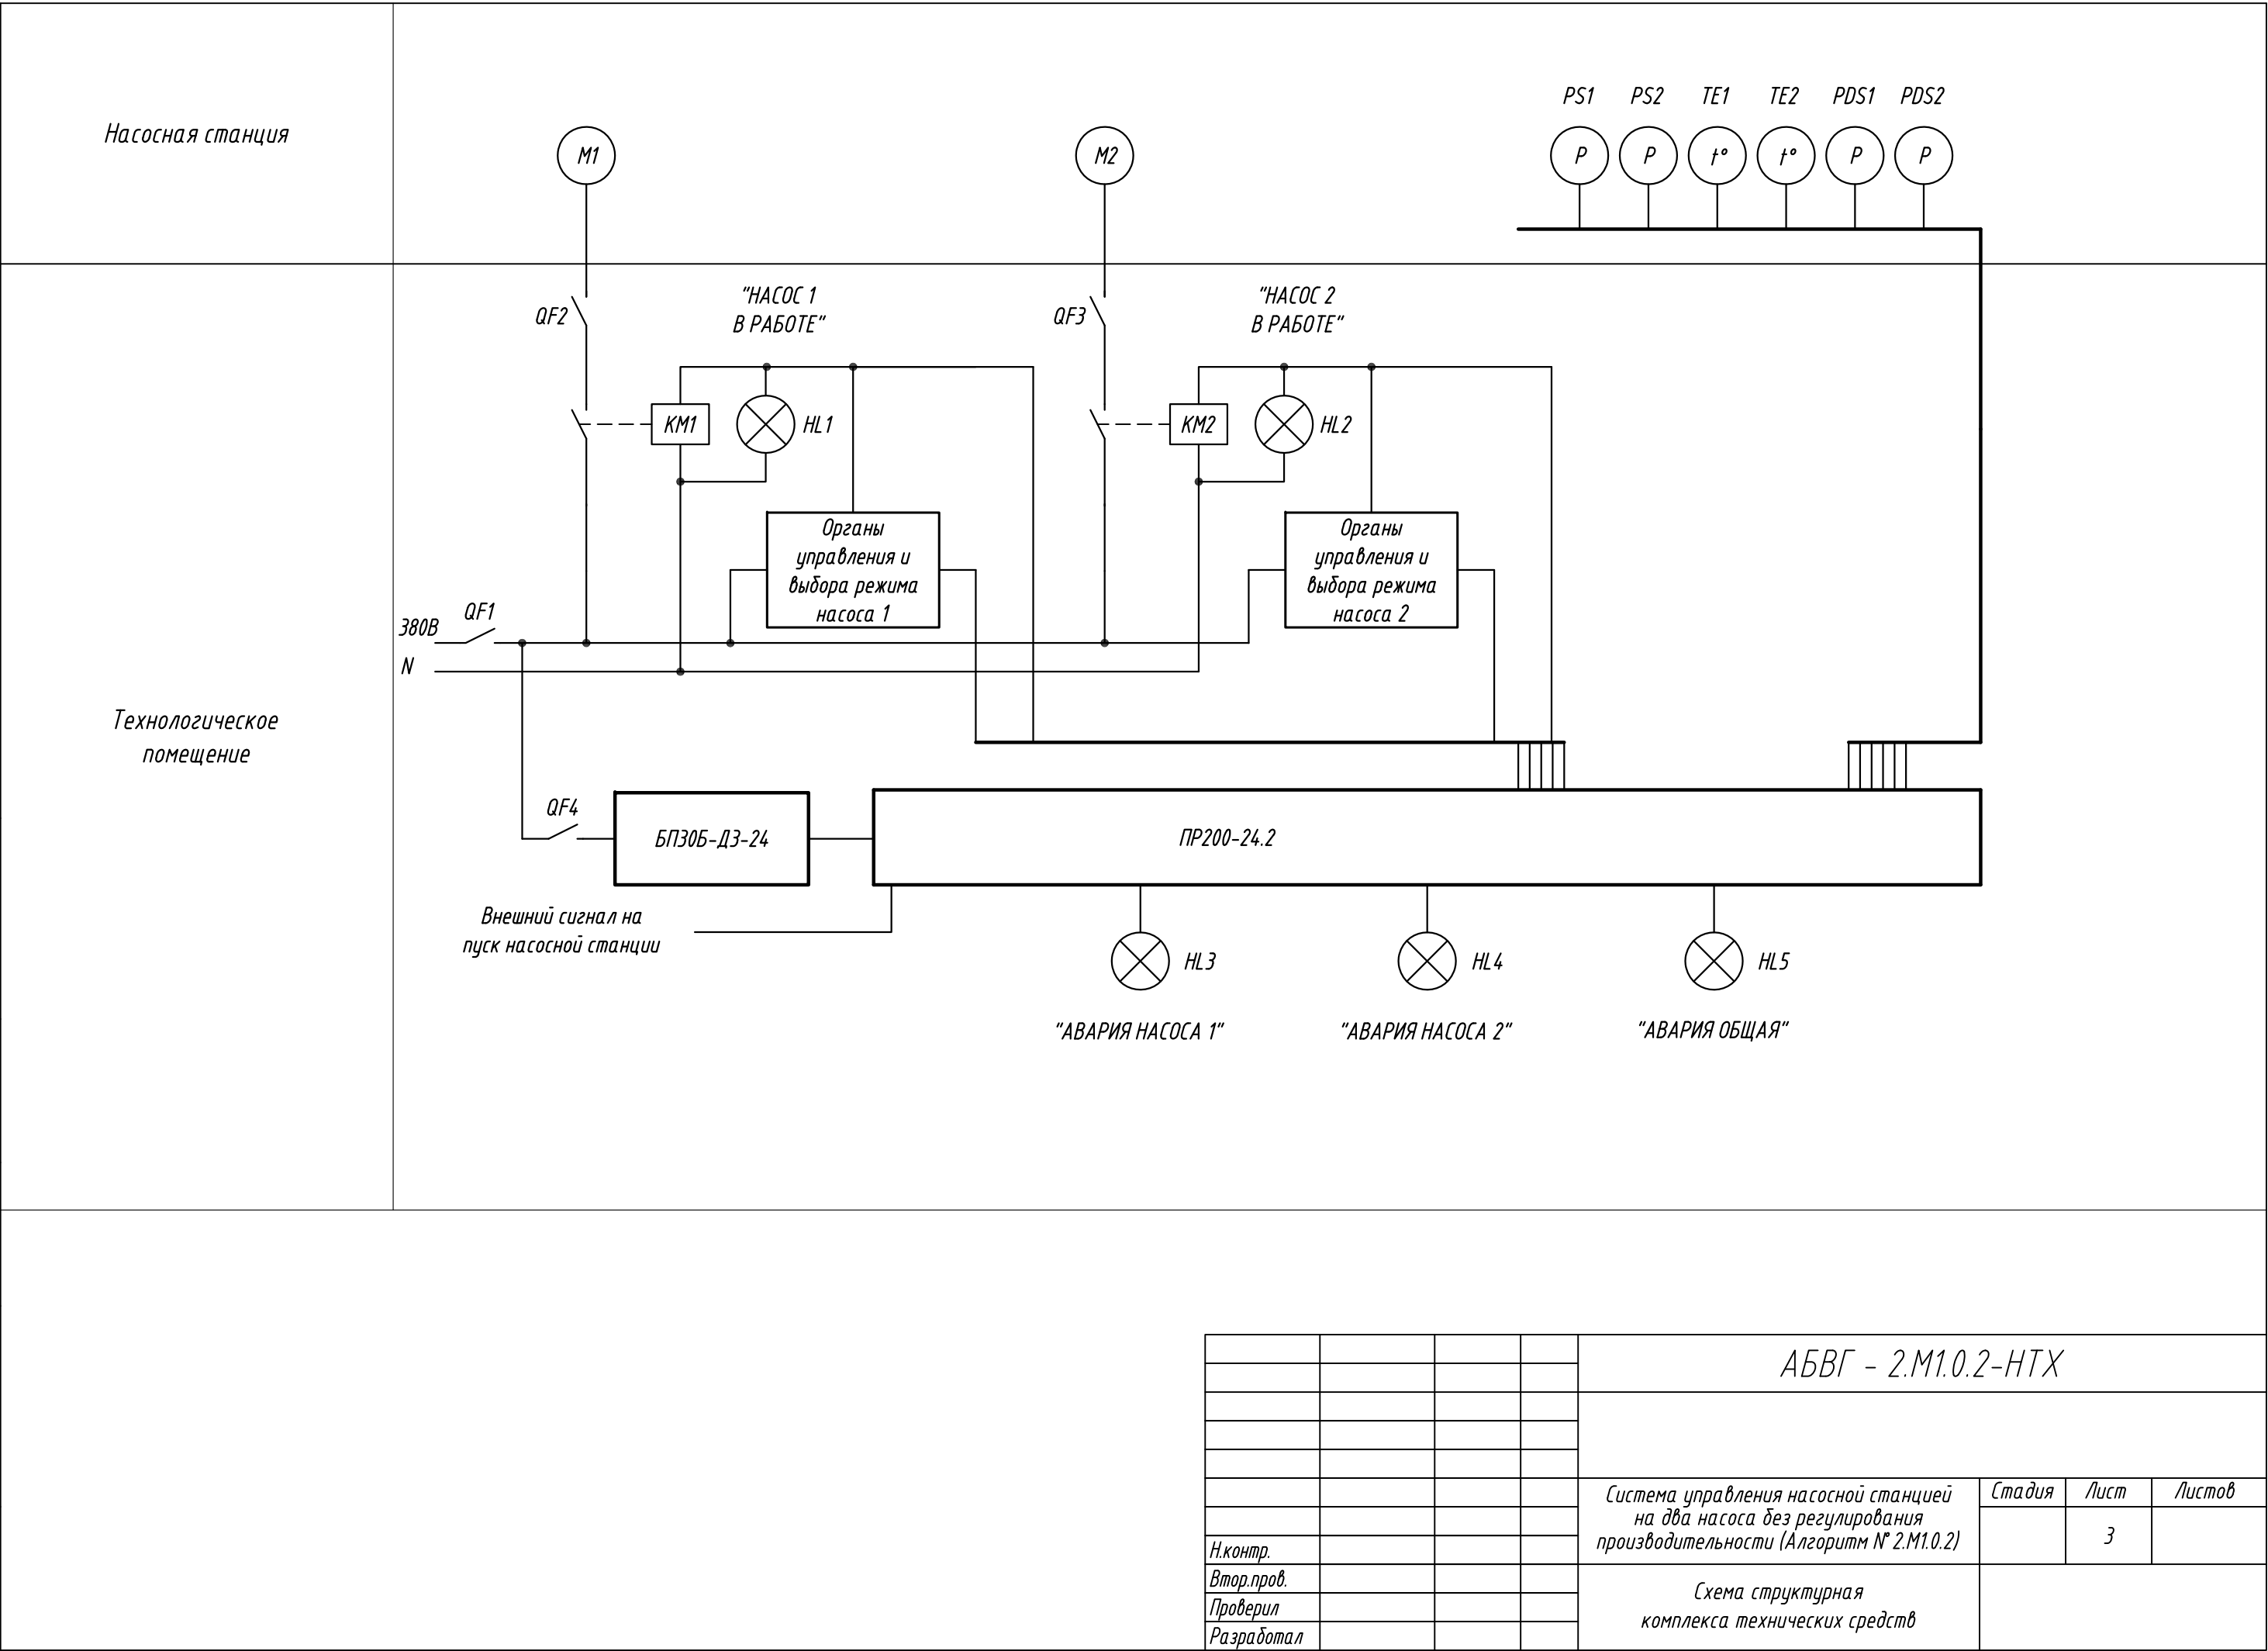 PS1 PS2 TE1 TE2 PDS1 PDS2
Насосная станция
М1
М2
P P t° t° P P
"НАСОС 1
В РАБОТЕ"
"НАСОС 2
В РАБОТЕ"
QF2
QF3
КМ1
HL1
КМ2
HL2
Органы
управления и
выбора режима
насоса 1
Органы
управления и
выбора режима
насоса 2
QF1
380В
N
Технологическое
помещение
QF4
БП30Б-Д3-24
ПР200-24.2
Внешний сигнал на
пуск насосной станции
HL3
HL4
HL5
"АВАРИЯ НАСОСА 1"
"АВАРИЯ НАСОСА 2"
"АВАРИЯ ОБЩАЯ"
АБВГ - 2.М1.0.2-НТХ
Система управления насосной станцией
на два насоса без регулирования
производительности (Алгоритм № 2.М1.0.2)
Стадия Лист Листов
3
Н.контр.
Втор.пров.
Проверил
Разработал
Схема структурная
комплекса технических средств